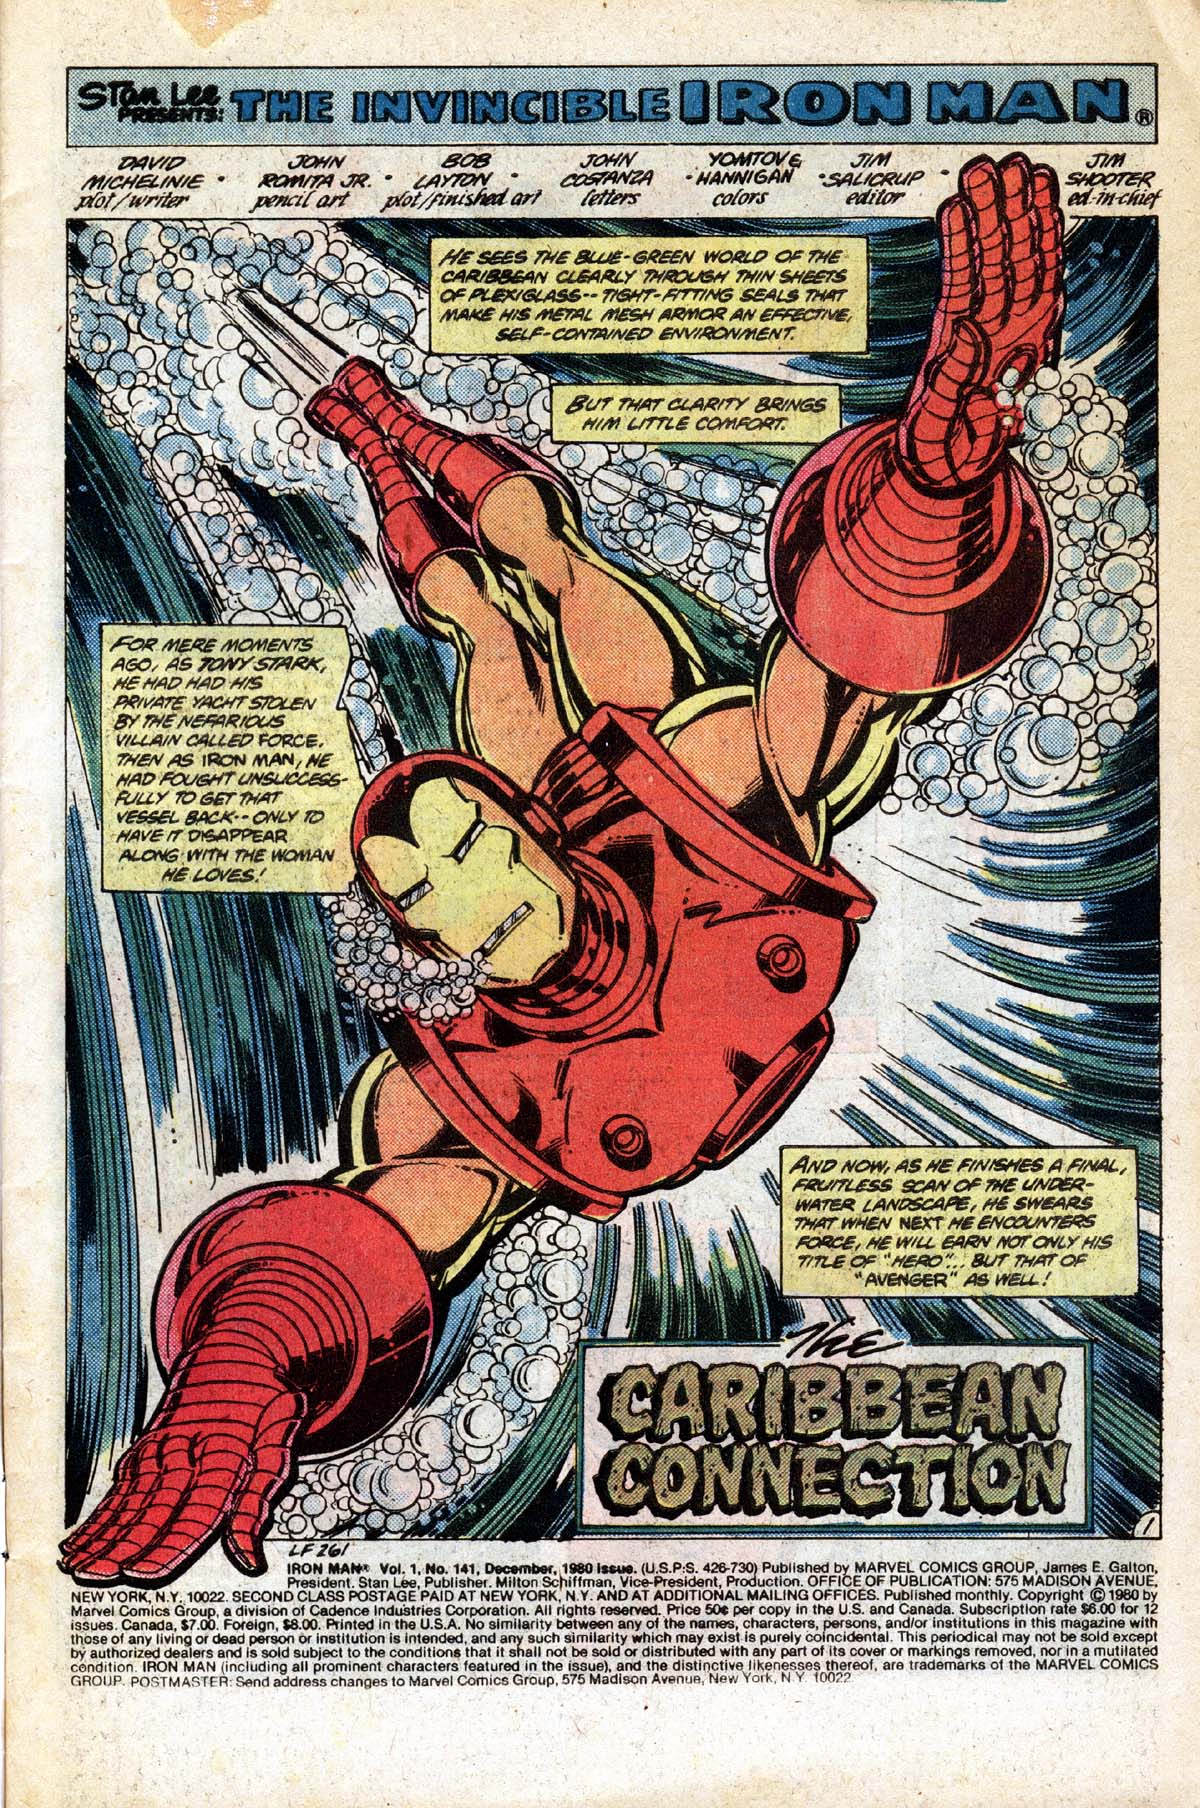 STAN LEE
PRESENTS: THE INVINCIBLE IRON MAN®
DAVID
MICHELINIE •
plot/writer
JOHN
ROMITA JR. •
pencil art
BOB
LAYTON •
plot/finished art
JOHN
COSTANZA
letters
YOMTOV &
• HANNIGAN
colors
JIM
• SALICRUP •
editor
JIM
SHOOTER
ed-in-chief
HE SEES THE BLUE-GREEN WORLD OF THE
CARIBBEAN CLEARLY THROUGH THIN SHEETS
OF PLEXIGLASS-- TIGHT-FITTING SEALS THAT
MAKE HIS METAL MESH ARMOR AN EFFECTIVE,
SELF-CONTAINED ENVIRONMENT.
BUT THAT CLARITY BRINGS
HIM LITTLE COMFORT.
FOR MERE MOMENTS
AGO, AS TONY STARK,
HE HAD HAD HIS
PRIVATE YACHT STOLEN
BY THE NEFARIOUS
VILLAIN CALLED FORCE.
THEN AS IRON MAN, HE
HAD FOUGHT UNSUCCESS-
FULLY TO GET THAT
VESSEL BACK-- ONLY TO
HAVE IT DISAPPEAR
ALONG WITH THE WOMAN
HE LOVES!
AND NOW, AS HE FINISHES A FINAL,
FRUITLESS SCAN OF THE UNDER-
WATER LANDSCAPE, HE SWEARS
THAT WHEN NEXT HE ENCOUNTERS
FORCE, HE WILL EARN NOT ONLY HIS
TITLE OF "HERO"... BUT THAT OF
"AVENGER" AS WELL!
THE
CARIBBEAN
CONNECTION
1
LF 261
IRON MAN® Vol. 1, No. 141, December, 1980 Issue. (U.S.P.S. 426-730) Published by MARVEL COMICS GROUP, James E. Galton,
President. Stan Lee, Publisher. Milton Schiffman, Vice-President, Production. OFFICE OF PUBLICATION: 575 MADISON AVENUE,
NEW YORK, N.Y. 10022. SECOND CLASS POSTAGE PAID AT NEW YORK, N.Y. AND AT ADDITIONAL MAILING OFFICES. Published monthly. Copyright © 1980 by
Marvel Comics Group, a division of Cadence Industries Corporation. All rights reserved. Price 50¢ per copy in the U.S. and Canada. Subscription rate $6.00 for 12
issues. Canada, $7.00. Foreign, $8.00. Printed in the U.S.A. No similarity between any of the names, characters, persons, and/or institutions in this magazine with
those of any living or dead person or institution is intended, and any such similarity which may exist is purely coincidental. This periodical may not be sold except
by authorized dealers and is sold subject to the conditions that it shall not be sold or distributed with any part of its cover or markings removed, nor in a mutilated
condition. IRON MAN (including all prominent characters featured in the issue), and the distinctive likenesses thereof, are trademarks of the MARVEL COMICS
GROUP. POSTMASTER: Send address changes to Marvel Comics Group, 575 Madison Avenue, New York, N.Y. 10022